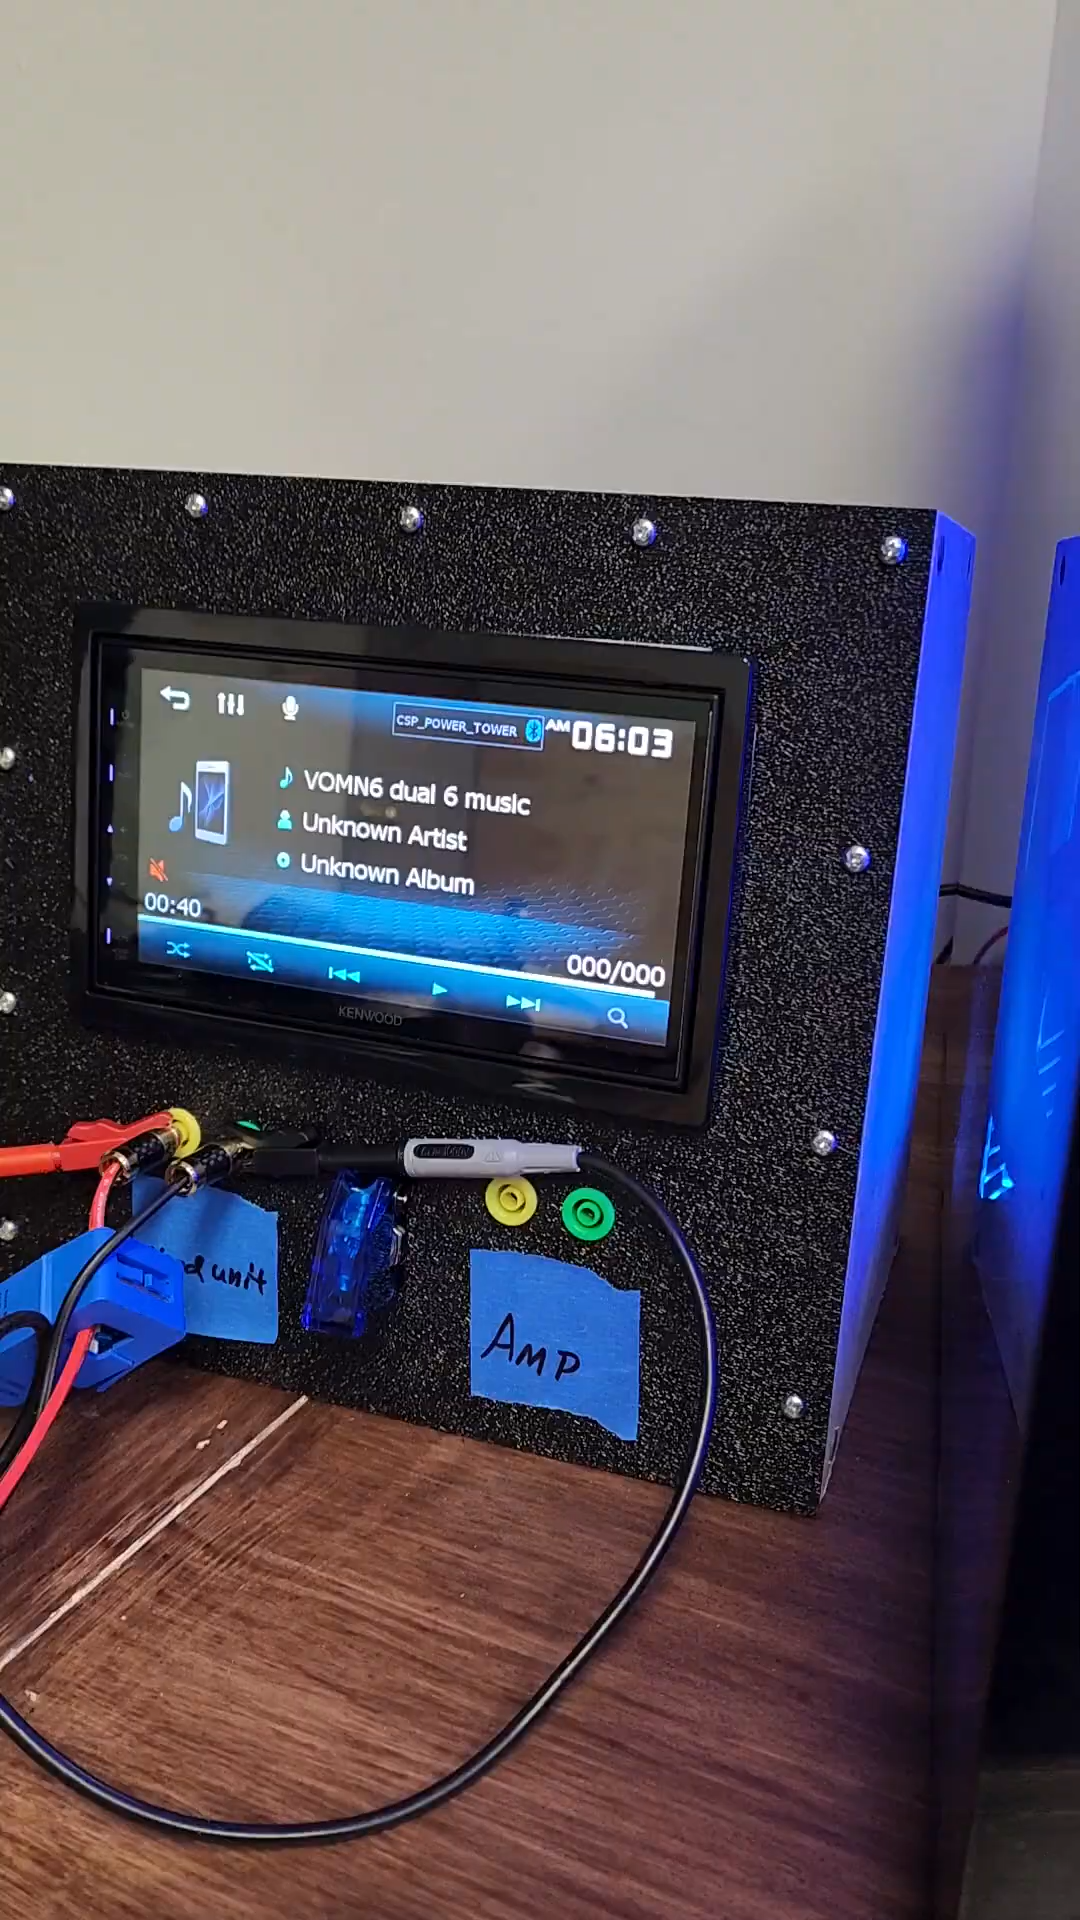 CSP_POWER_TOWER
AM 06:03
VOMN6 dual 6 music
Unknown Artist
Unknown Album
00:40
000/000
KENWOOD
unit
AMP